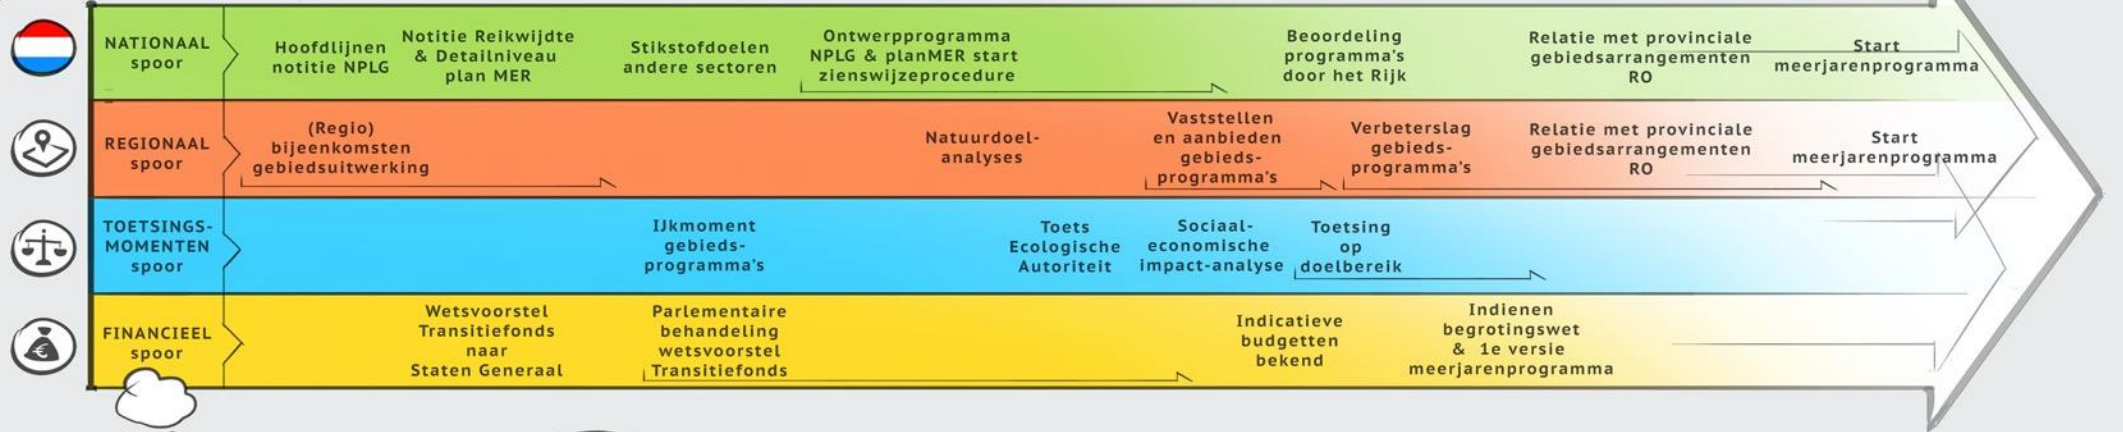 NATIONAAL
spoor
Hoofdlijnen
notitie NPLG
Notitie Reikwijdte
& Detailniveau
plan MER
Stikstofdoelen
andere sectoren
Ontwerpprogramma
NPLG & planMER start
zienswijzeprocedure
Beoordeling
programma's
door het Rijk
Relatie met provinciale
gebiedsarrangementen
RO
Start
meerjarenprogramma
REGIONAAL
spoor
(Regio)
bijeenkomsten
gebiedsuitwerking
Natuurdoel-
analyses
Vaststellen
en aanbieden
gebieds-
programma's
Verbeterslag
gebieds-
programma's
Relatie met provinciale
gebiedsarrangementen
RO
Start
meerjarenprogramma
TOETSINGS-
MOMENTEN
spoor
IJkmoment
gebieds-
programma's
Toets
Ecologische
Autoriteit
Sociaal-
economische
impact-analyse
Toetsing
op
doelbereik
FINANCIEEL
spoor
Wetsvoorstel
Transitiefonds
naar
Staten Generaal
Parlementaire
behandeling
wetsvoorstel
Transitiefonds
Indicatieve
budgetten
bekend
Indienen
begrotingswet
& 1e versie
meerjarenprogramma
€